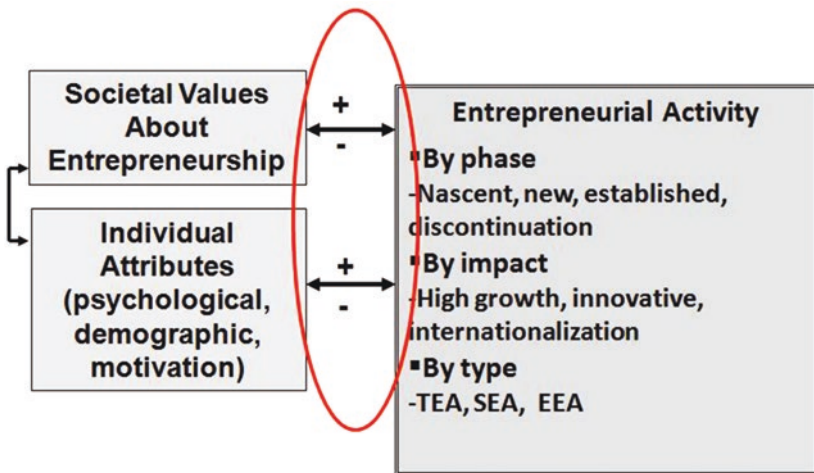 Societal Values
About
Entrepreneurship
+
-
Individual
Attributes
(psychological,
demographic,
motivation)
+
-
Entrepreneurial Activity
▪By phase
-Nascent, new, established,
discontinuation
▪By impact
-High growth, innovative,
internationalization
▪By type
-TEA, SEA, EEA